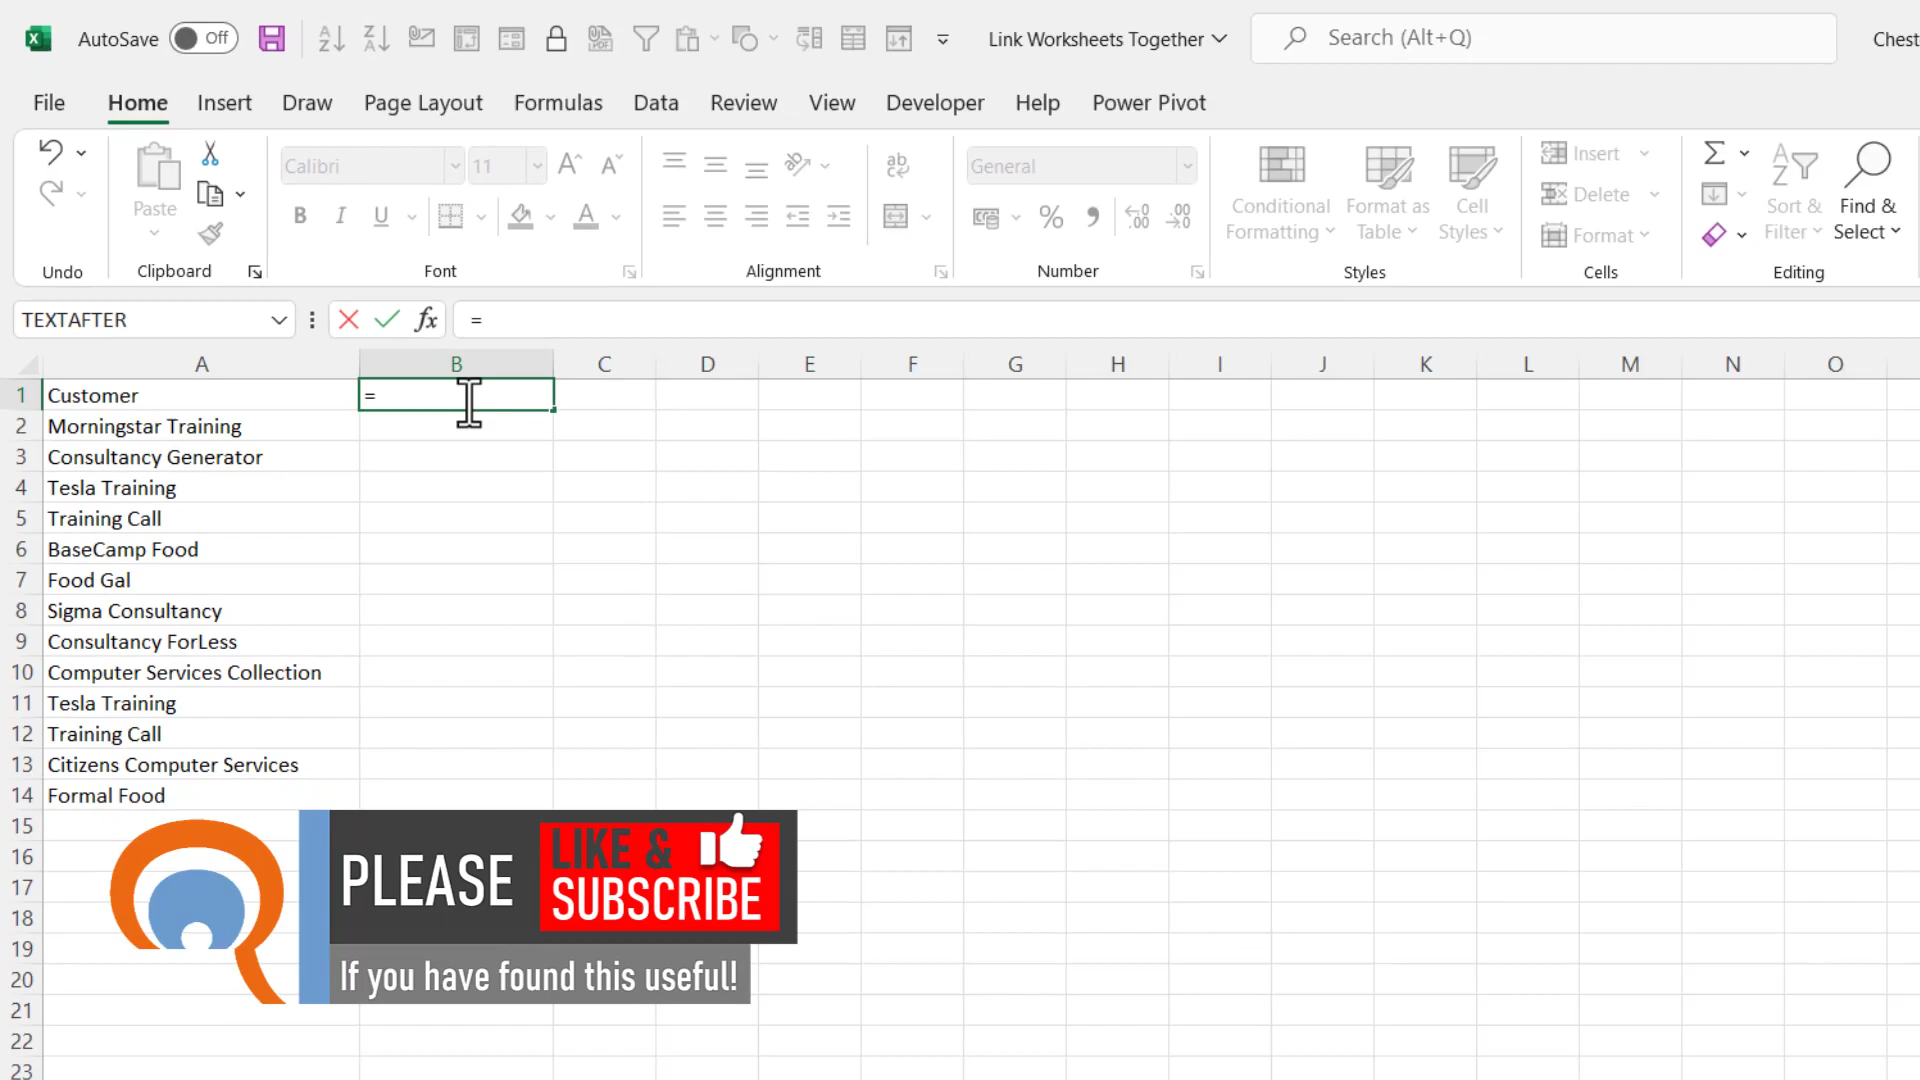 AutoSave Off Link Worksheets Together Search (Alt+Q) Chest
File Home Insert Draw Page Layout Formulas Data Review View Developer Help Power Pivot
Undo
Paste
Clipboard
Calibri 11
B I U A
Font
ab
Alignment
General
%
Number
Conditional Formatting
Format as Table
Cell Styles
Styles
Insert
Delete
Format
Cells
Sort & Filter
Find & Select
Editing
TEXTAFTER fx =
A B C D E F G H I J K L M N O
1 Customer =
2 Morningstar Training
3 Consultancy Generator
4 Tesla Training
5 Training Call
6 BaseCamp Food
7 Food Gal
8 Sigma Consultancy
9 Consultancy ForLess
10 Computer Services Collection
11 Tesla Training
12 Training Call
13 Citizens Computer Services
14 Formal Food
15
16
17
18
19
20
21
22
23
PLEASE
LIKE &
SUBSCRIBE
If you have found this useful!